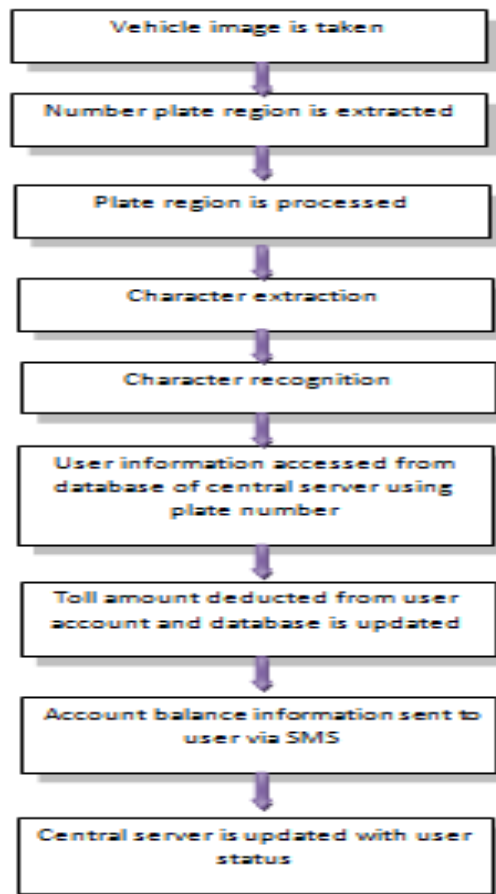 Vehicle image is taken
Number plate region is extracted
Plate region is processed
Character extraction
Character recognition
User information accessed from
database of central server using
plate number
Toll amount deducted from user
account and database is updated
Account balance information sent to
user via SMS
Central server is updated with user
status